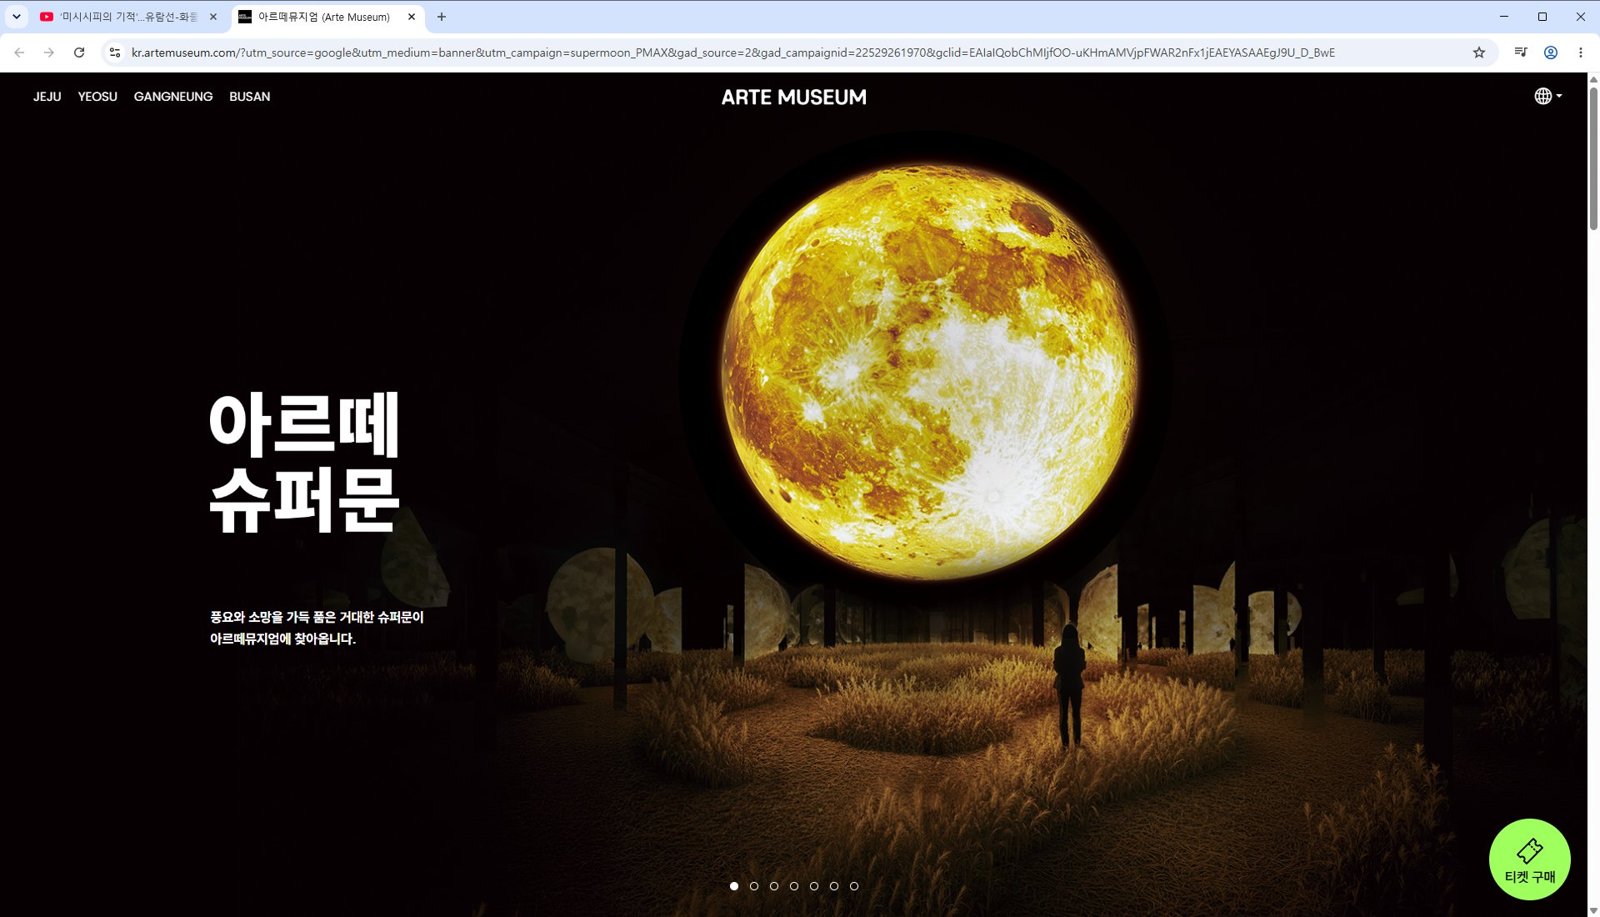 '미시시피의 기적'...유람선-화물
아르떼뮤지엄 (Arte Museum)
kr.artemuseum.com/?utm_source=google&utm_medium=banner&utm_campaign=supermoon_PMAX&gad_source=2&gad_campaignid=22529261970&gclid=EAIaIQobChMIjfOO-uKHmAMVjpFWAR2nFx1jEAEYASAAEgJ9U_D_BwE
JEJU YEOSU GANGNEUNG BUSAN
ARTE MUSEUM
아르떼
슈퍼문
풍요와 소망을 가득 품은 거대한 슈퍼문이
아르떼뮤지엄에 찾아옵니다.
티켓 구매